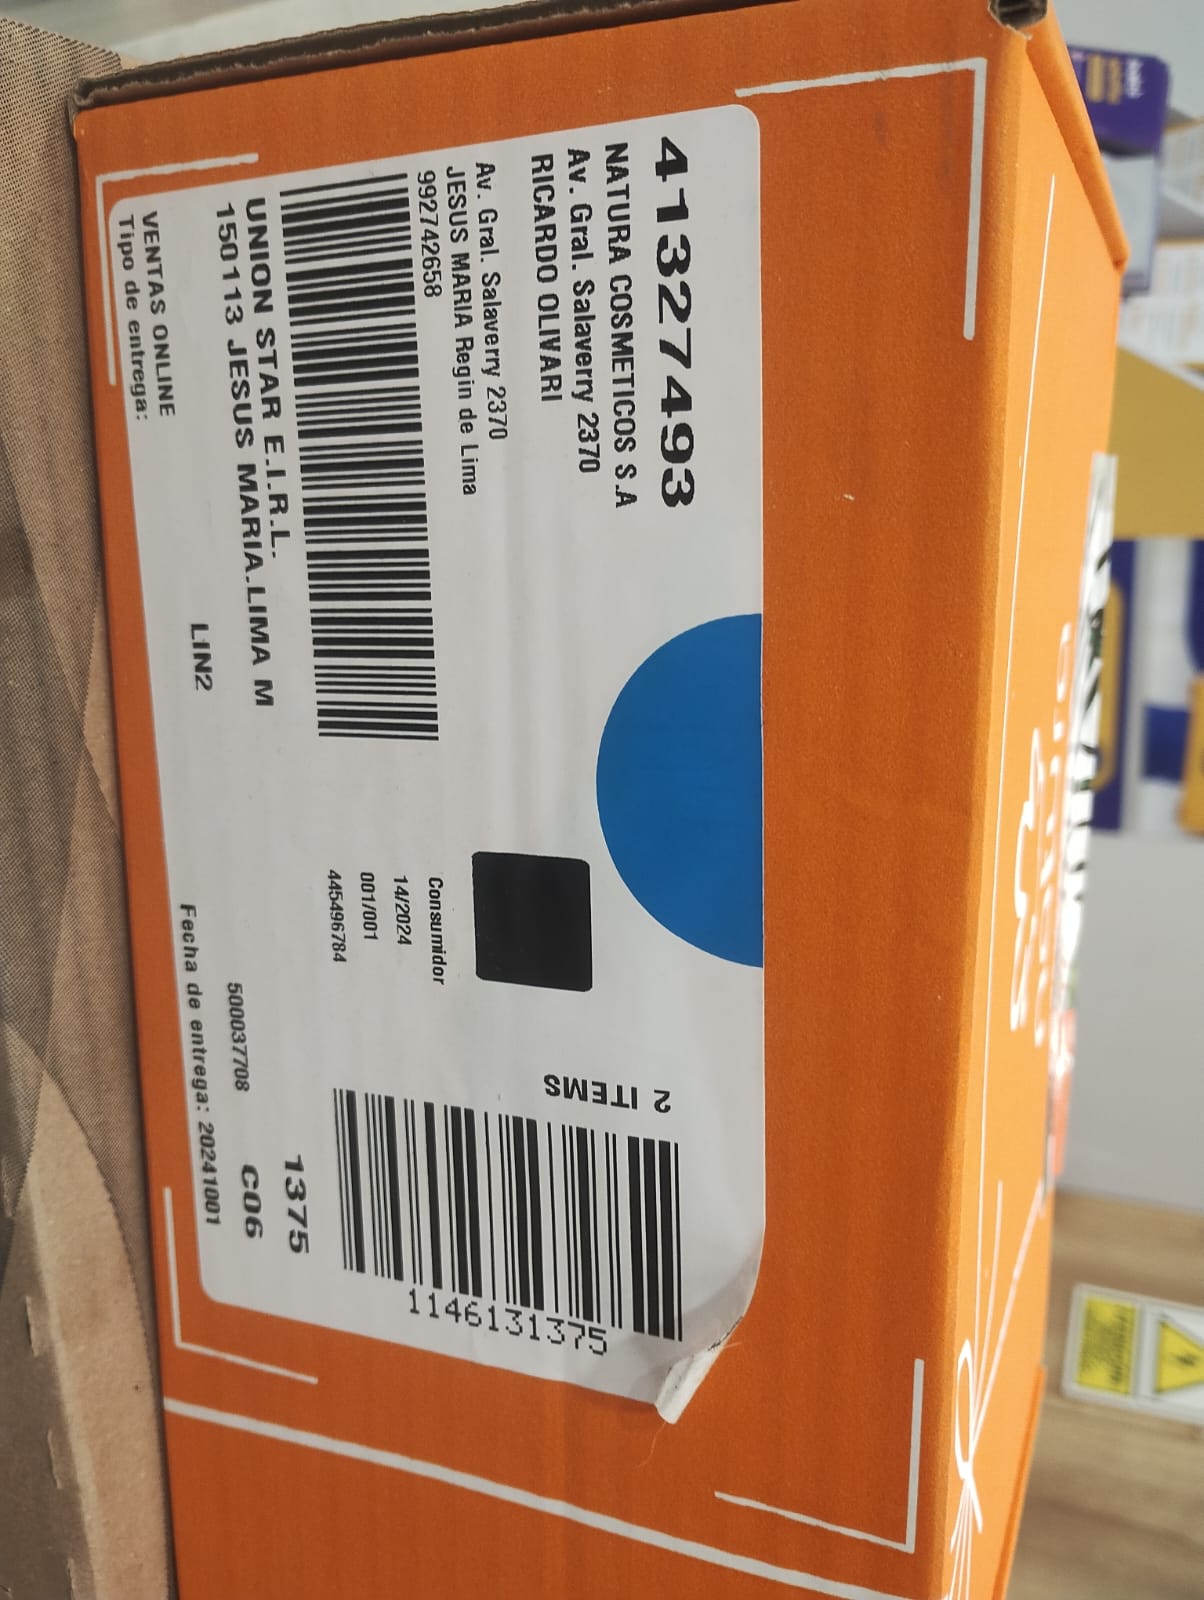 41327493
NATURA COSMETICOS S.A
Av. Gral. Salaverry 2370
RICARDO OLIVARI
Av. Gral. Salaverry 2370
JESUS MARIA Regin de Lima
992742658
UNION STAR E.I.R.L.
150113 JESUS MARIA.LIMA M
LIN2
VENTAS ONLINE
Tipo de entrega:
2 ITEMS
Consumidor
14/2024
001/001
445496784
1146131375
1375
500037708
C06
Fecha de entrega: 20241001